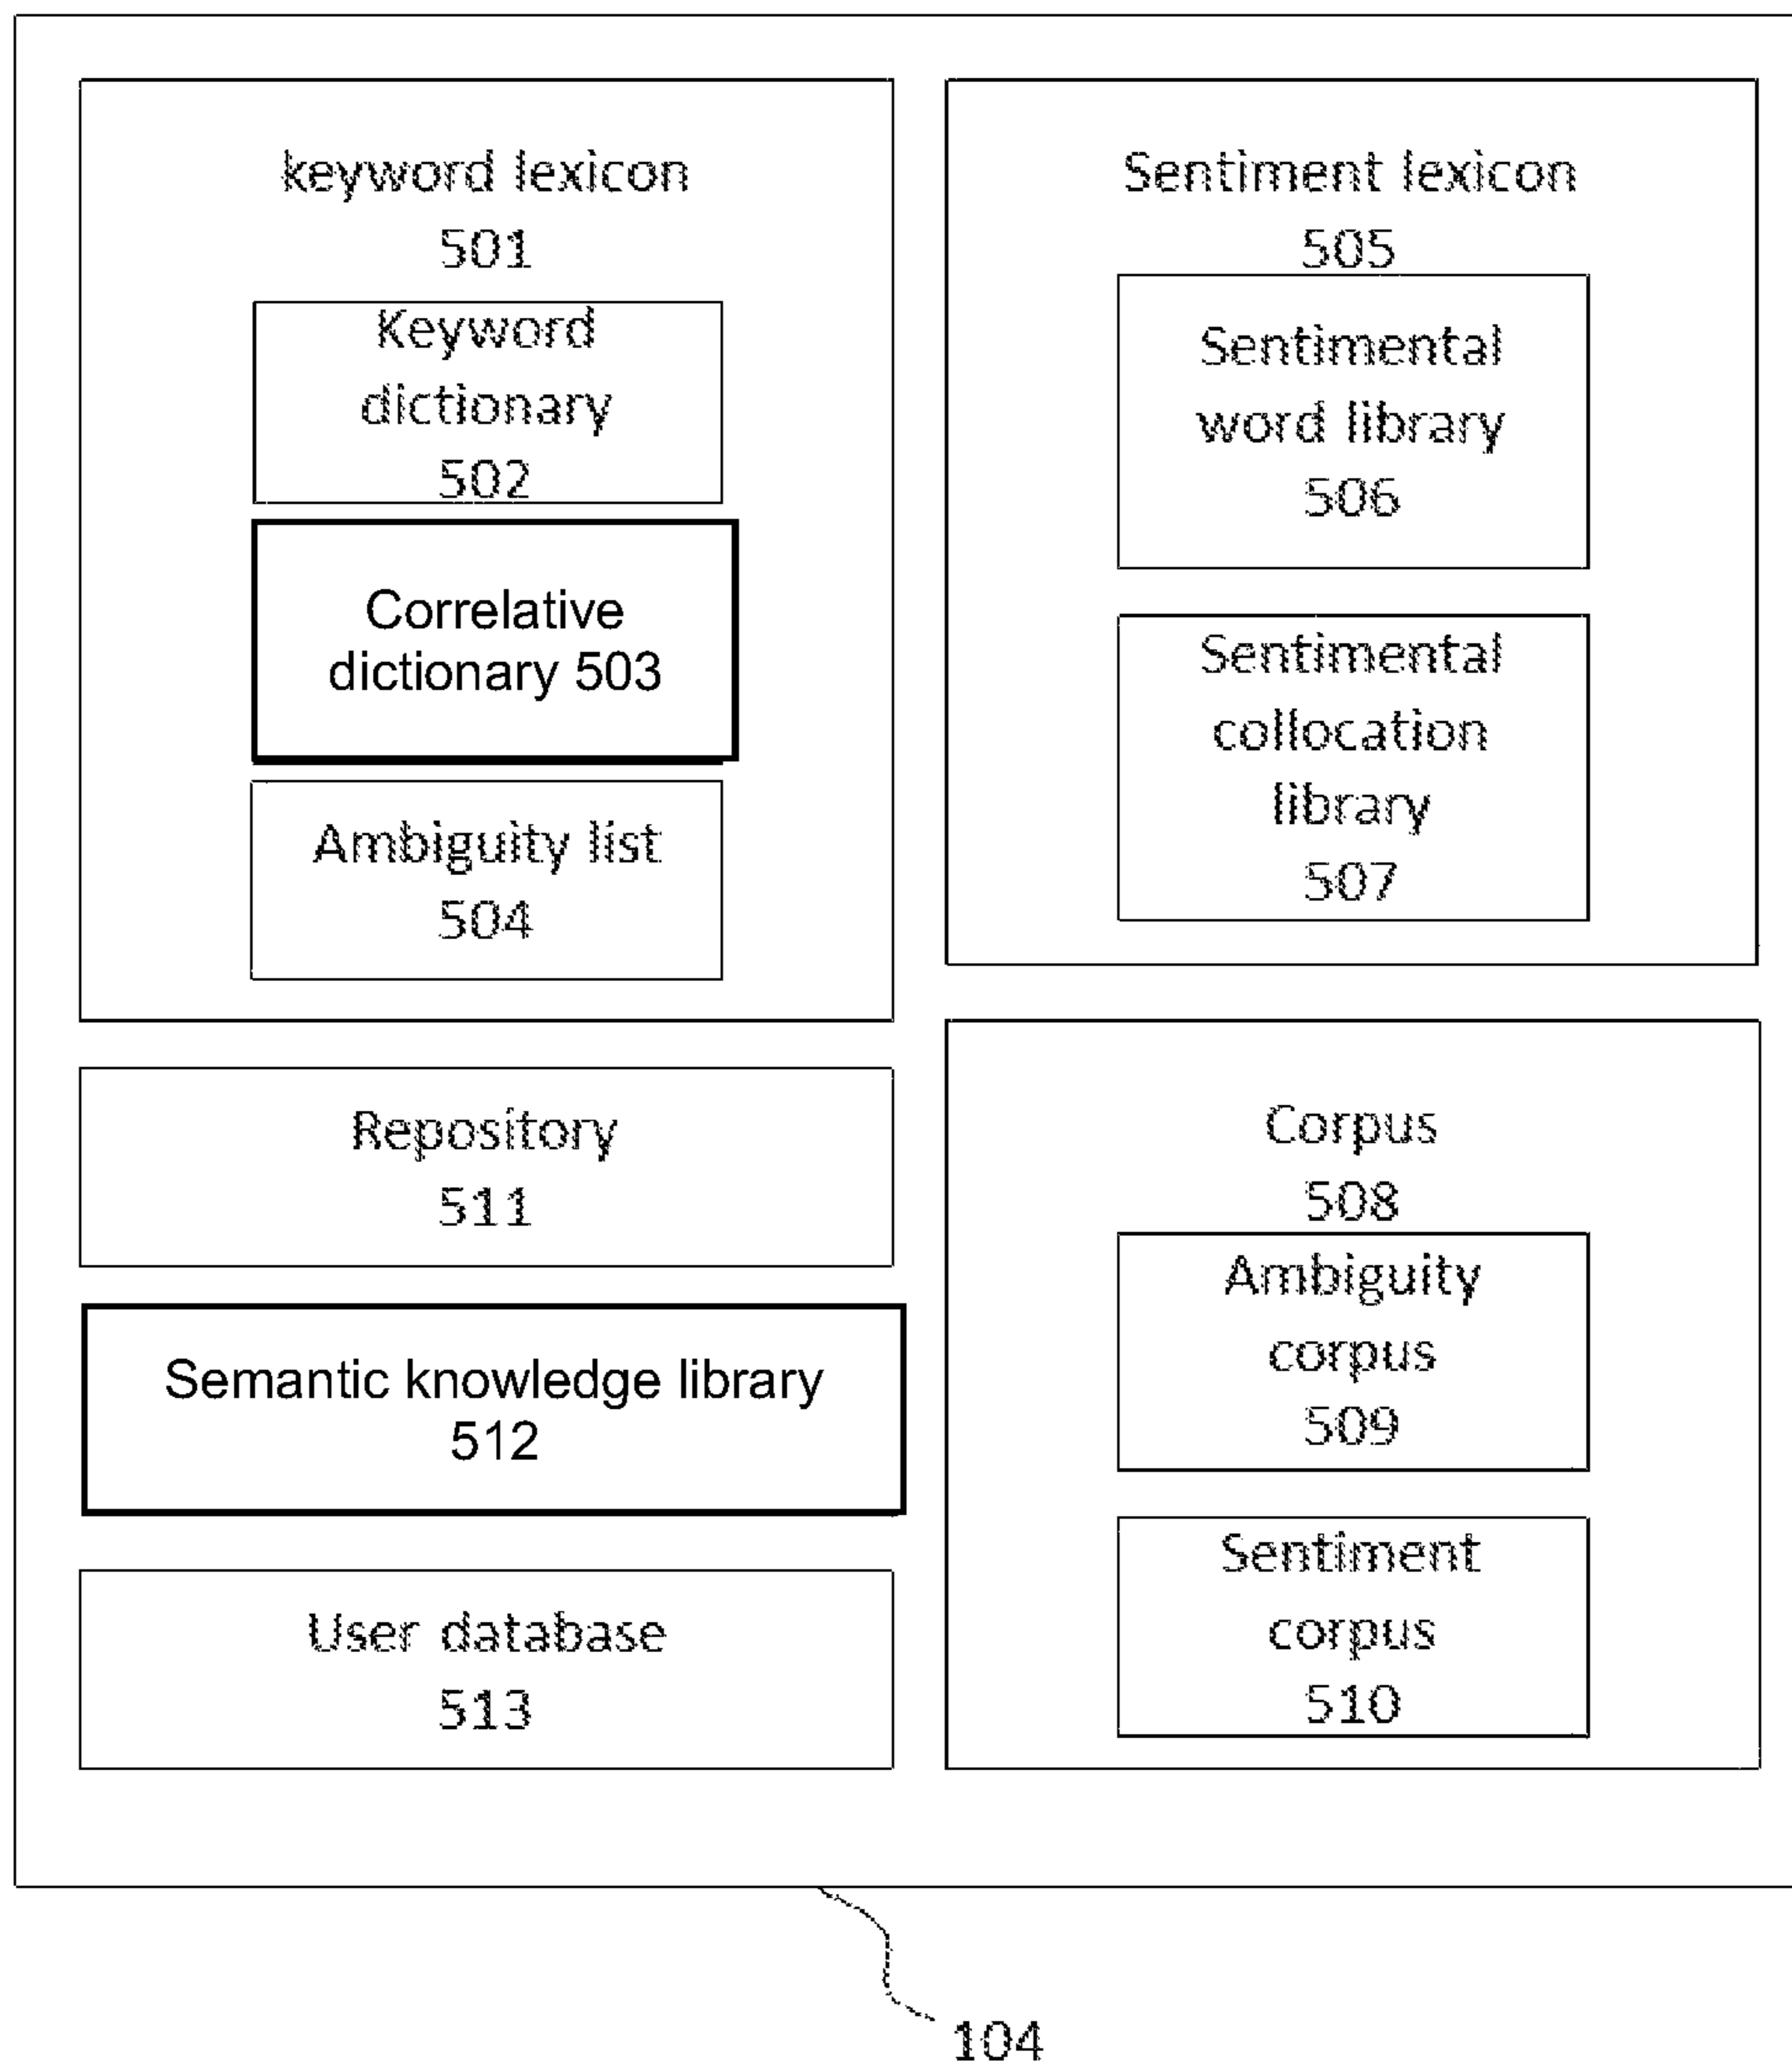 keyword lexicon
501
Keyword
dictionary
502
Correlative
dictionary 503
Ambiguity list
504
Repository
511
Semantic knowledge library
512
User database
513
Sentiment lexicon
505
Sentimental
word library
506
Sentimental
collocation
library
507
Corpus
508
Ambiguity
corpus
509
Sentiment
corpus
510
104